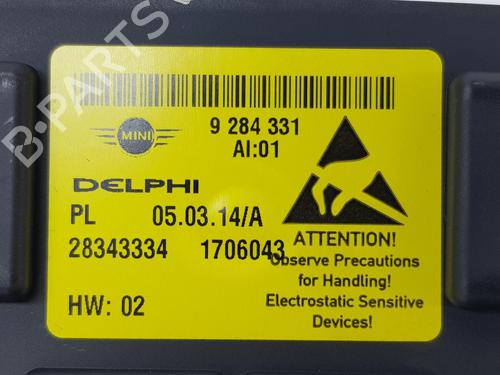 B-PARTS
MINI
9 284 331
AI:01
DELPHI
PL 05.03.14/A
28343334 1706043
HW: 02
ATTENTION!
Observe Precautions
for Handling!
Electrostatic Sensitive
Devices!